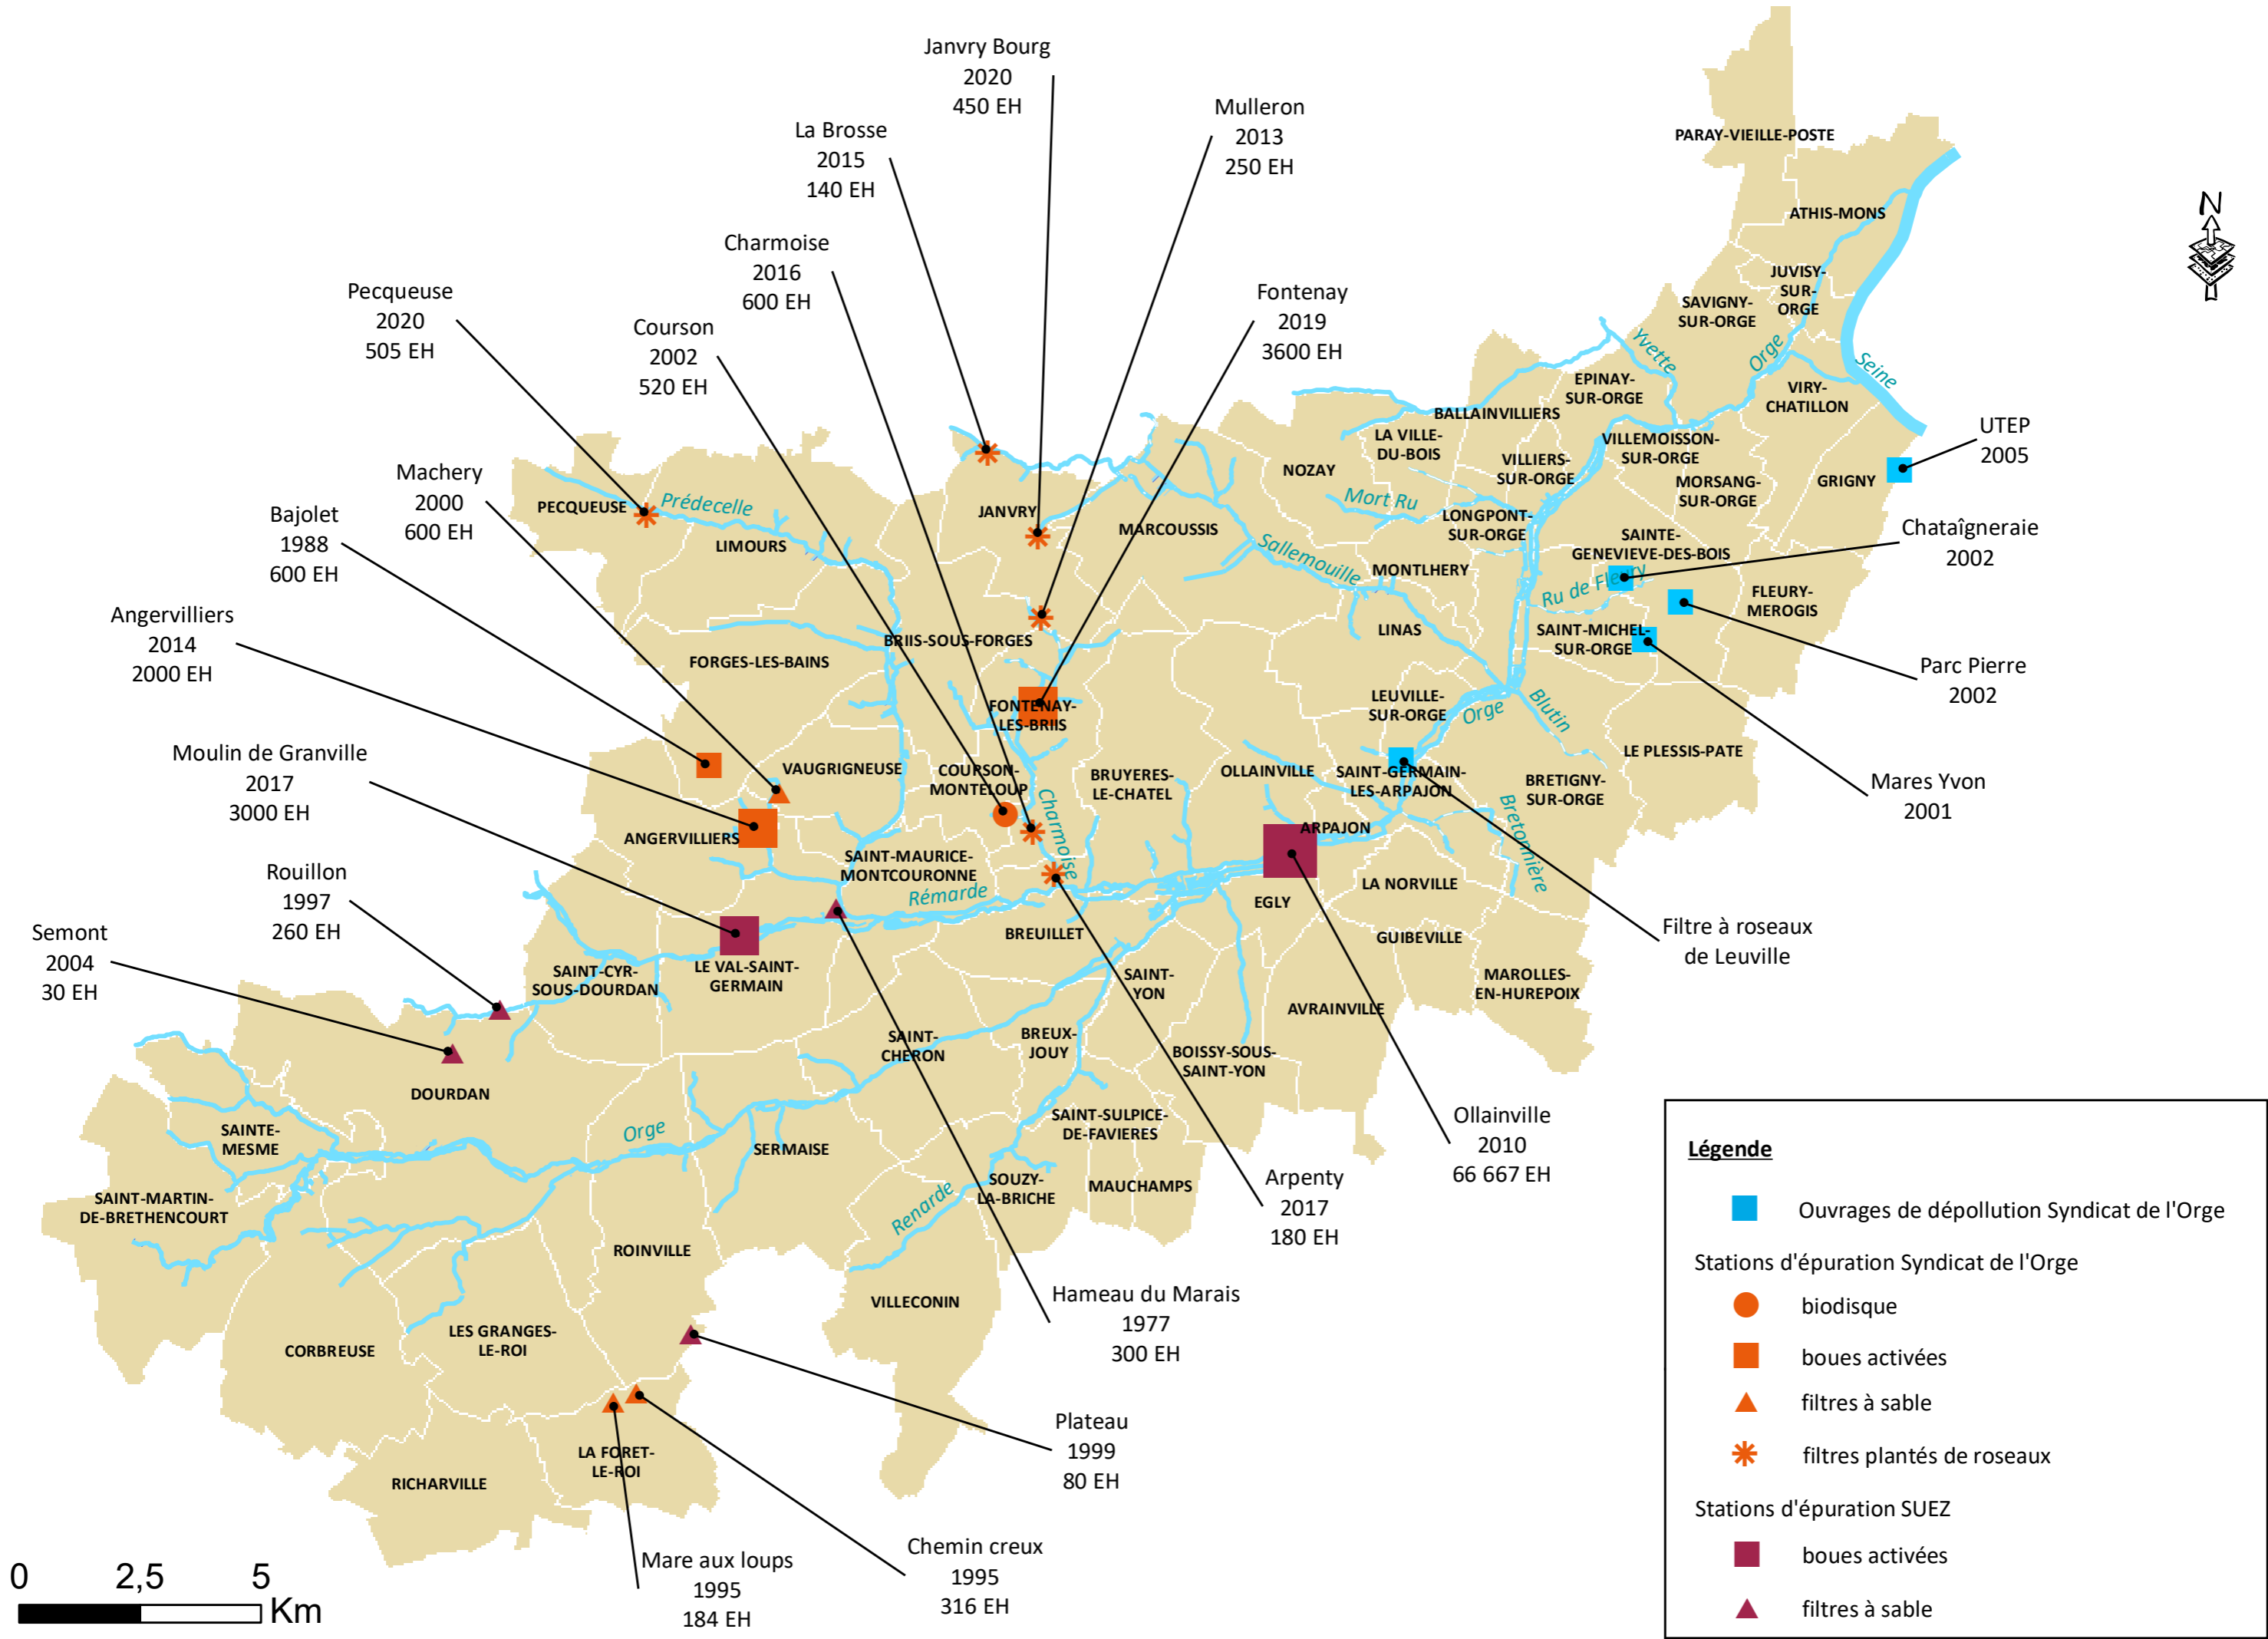 Janvry Bourg
2020
450 EH
Mulleron
2013
250 EH
La Brosse
2015
140 EH
Charmoise
2016
600 EH
Pecqueuse
2020
505 EH
Courson
2002
520 EH
Fontenay
2019
3600 EH
Machery
2000
600 EH
Bajolet
1988
600 EH
Angervilliers
2014
2000 EH
Moulin de Granville
2017
3000 EH
Rouillon
1997
260 EH
Semont
2004
30 EH
UTEP
2005
Chataîgneraie
2002
Parc Pierre
2002
Mares Yvon
2001
Filtre à roseaux
de Leuville
Ollainville
2010
66 667 EH
Arpenty
2017
180 EH
Hameau du Marais
1977
300 EH
Plateau
1999
80 EH
Chemin creux
1995
316 EH
Mare aux loups
1995
184 EH
N
PARAY-VIEILLE-POSTE
ATHIS-MONS
JUVISY-
SUR-
ORGE
SAVIGNY-
SUR-ORGE
Yvette
Orge
Seine
EPINAY-
SUR-ORGE
VIRY-
CHATILLON
BALLAINVILLIERS
LA VILLE-
DU-BOIS
VILLEMOISSON-
SUR-ORGE
VILLIERS-
SUR-ORGE
NOZAY
MORSANG-
SUR-ORGE
GRIGNY
Mort Ru
LONGPONT-
SUR-ORGE
SAINTE-
GENEVIEVE-DES-BOIS
PECQUEUSE
Prédecelle
LIMOURS
JANVRY
MARCOUSSIS
Sallemouille
MONTLHERY
Ru de Fleury
FLEURY-
MEROGIS
LINAS
SAINT-MICHEL-
SUR-ORGE
BRIIS-SOUS-FORGES
FORGES-LES-BAINS
FONTENAY-
LES-BRIIS
LEUVILLE-
SUR-ORGE
Orge
Blutin
LE PLESSIS-PATE
VAUGRIGNEUSE
COURSON-
MONTELOUP
BRUYERES-
LE-CHATEL
OLLAINVILLE
SAINT-GERMAIN-
LES-ARPAJON
BRETIGNY-
SUR-ORGE
Charmoise
Bretonnière
ANGERVILLIERS
ARPAJON
SAINT-MAURICE-
MONTCOURONNE
Rémarde
LA NORVILLE
EGLY
BREUILLET
GUIBEVILLE
SAINT-CYR-
SOUS-DOURDAN
LE VAL-SAINT-
GERMAIN
SAINT-
YON
MAROLLES-
EN-HUREPOIX
AVRAINVILLE
SAINT-
CHERON
BREUX-
JOUY
BOISSY-SOUS-
SAINT-YON
DOURDAN
SAINTE-
MESME
Orge
SERMAISE
SAINT-SULPICE-
DE-FAVIERES
SAINT-MARTIN-
DE-BRETHENCOURT
Renarde
SOUZY-
LA-BRICHE
MAUCHAMPS
ROINVILLE
VILLECONIN
CORBREUSE
LES GRANGES-
LE-ROI
LA FORET-
LE-ROI
RICHARVILLE
0 2,5 5
Km
Légende
Ouvrages de dépollution Syndicat de l'Orge
Stations d'épuration Syndicat de l'Orge
biodisque
boues activées
filtres à sable
filtres plantés de roseaux
Stations d'épuration SUEZ
boues activées
filtres à sable